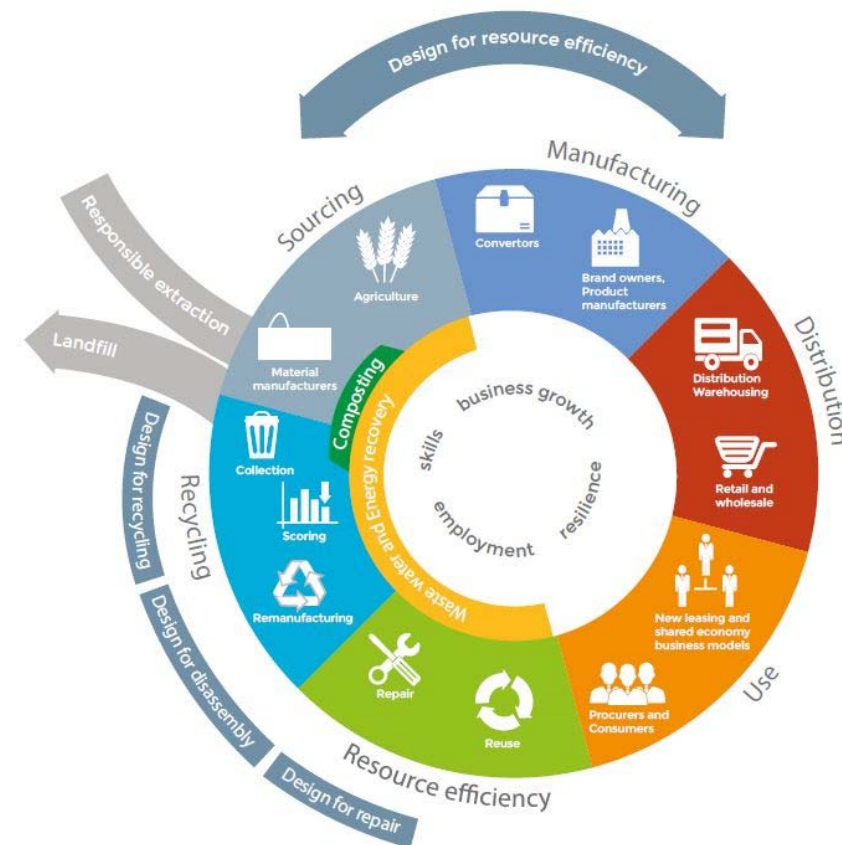 Design for resource efficiency
Manufacturing
Sourcing
Responsible extraction
Landfill
Convertors
Brand owners,
Product
manufacturers
Agriculture
Material
manufacturers
Distribution
Distribution
Warehousing
Retail and
wholesale
Composting
Waste water and Energy recovery
business growth
skills
resilience
employment
Design for recycling
Recycling
Collection
Scoring
Remanufacturing
New leasing and
shared economy
business models
Procurers and
Consumers
Use
Repair
Reuse
Resource efficiency
Design for disassembly
Design for repair